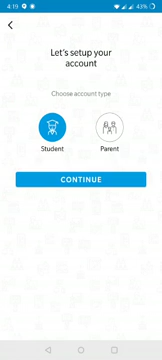 4:19
43%
Let's setup your
account
Choose account type
Student Parent
CONTINUE